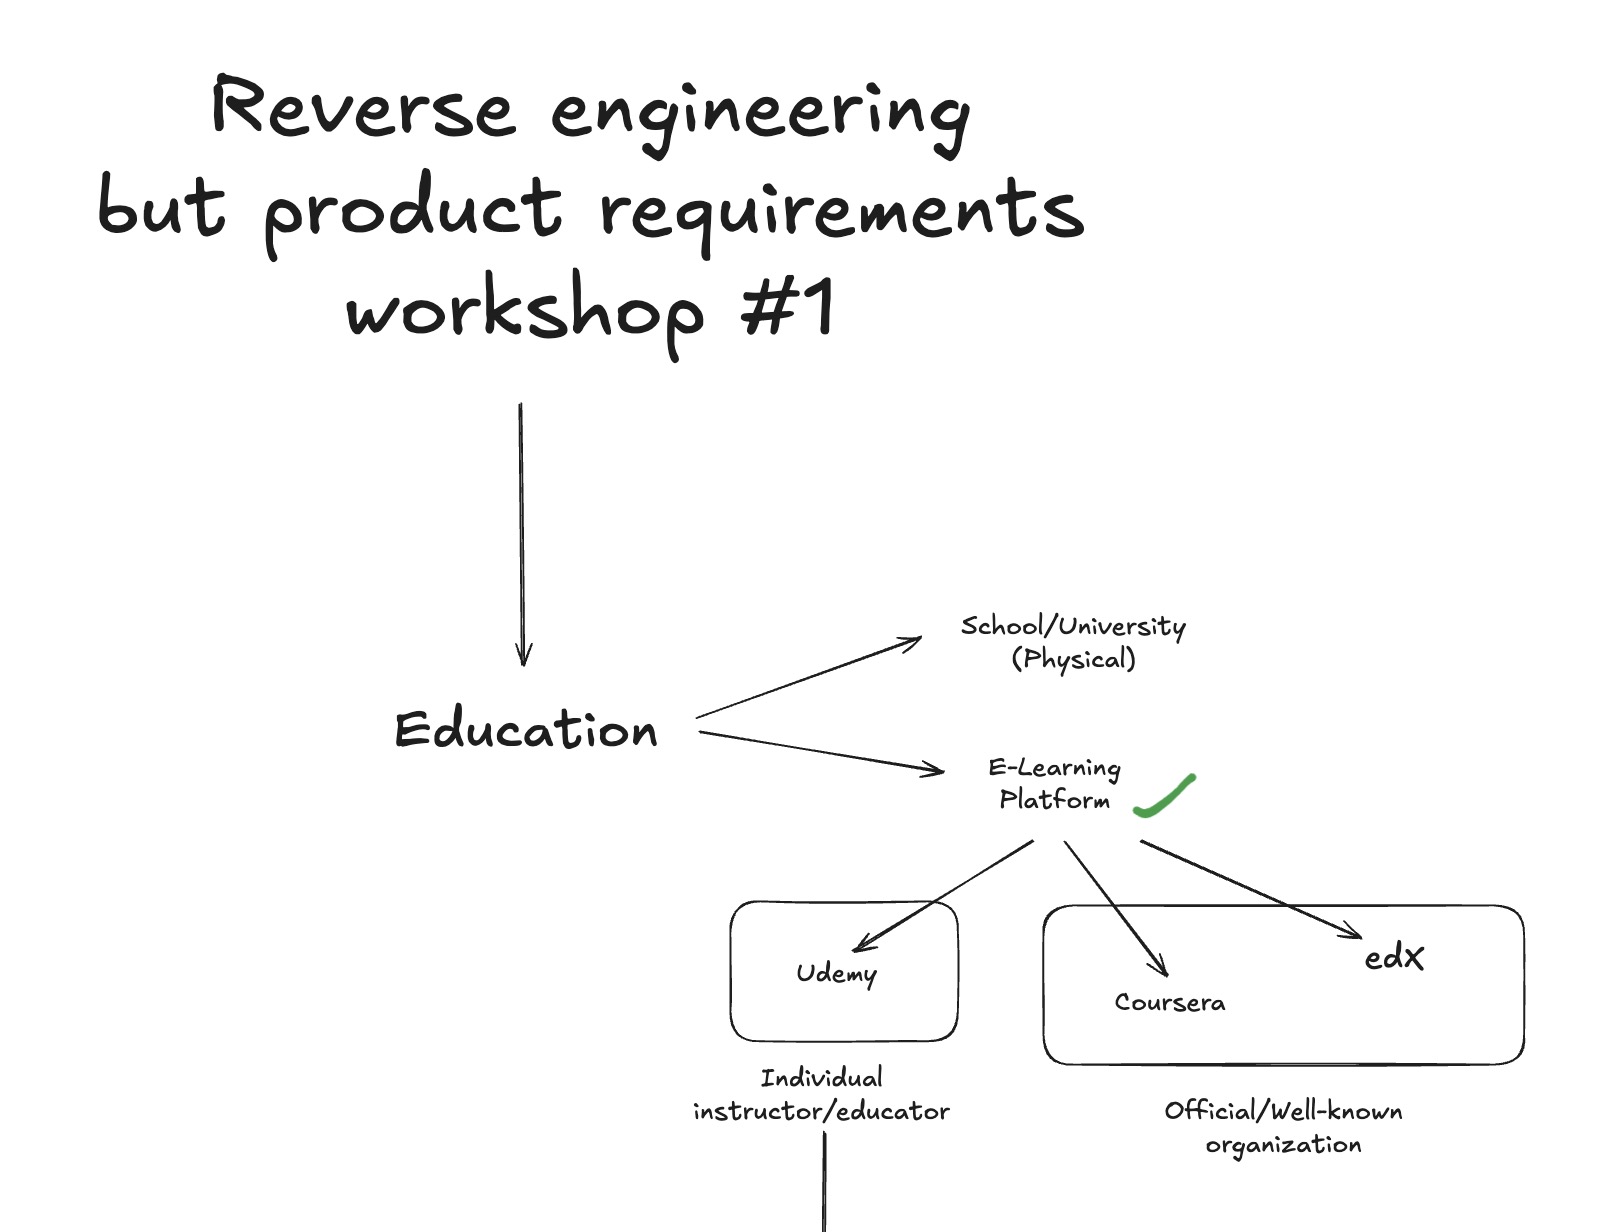 Reverse engineering
but product requirements
workshop #1
Education
School/University
(Physical)
E-Learning
Platform
Udemy
Coursera
edX
Individual
instructor/educator
Official/Well-known
organization